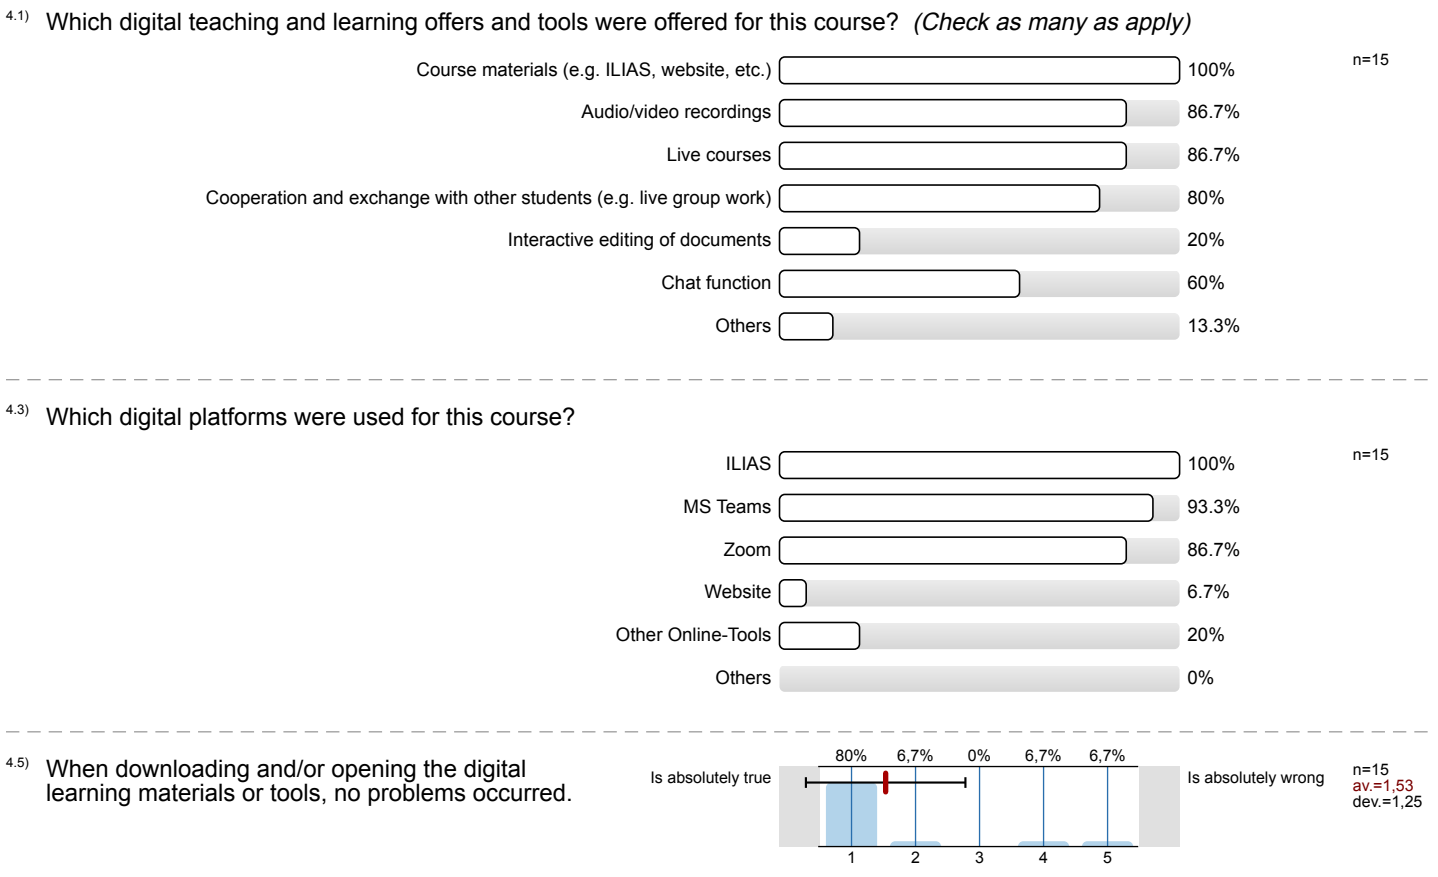 4.1) Which digital teaching and learning offers and tools were offered for this course? (Check as many as apply)
Course materials (e.g. ILIAS, website, etc.) 100% n=15
Audio/video recordings 86.7%
Live courses 86.7%
Cooperation and exchange with other students (e.g. live group work) 80%
Interactive editing of documents 20%
Chat function 60%
Others 13.3%
4.3) Which digital platforms were used for this course?
ILIAS 100% n=15
MS Teams 93.3%
Zoom 86.7%
Website 6.7%
Other Online-Tools 20%
Others 0%
4.5) When downloading and/or opening the digital
learning materials or tools, no problems occurred.
80% 6,7% 0% 6,7% 6,7%
Is absolutely true Is absolutely wrong
1 2 3 4 5
n=15
av.=1,53
dev.=1,25